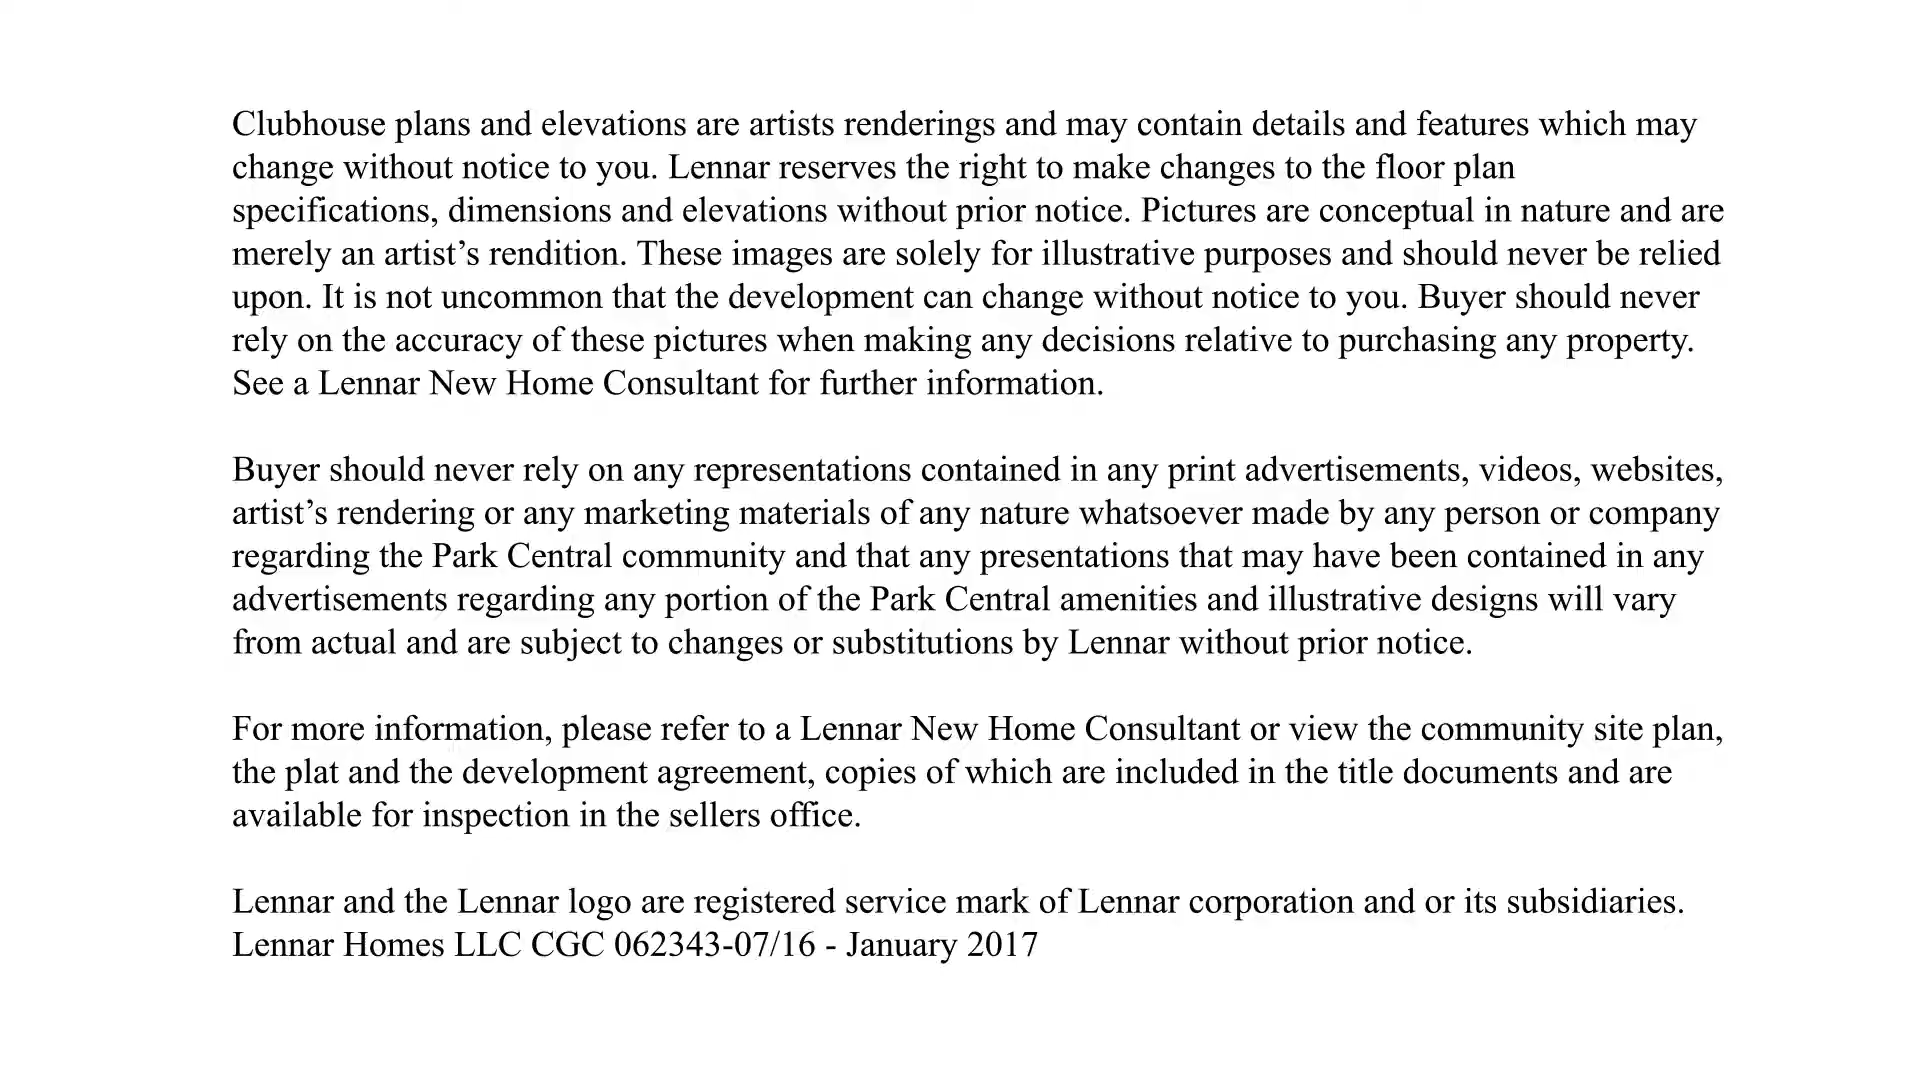 Clubhouse plans and elevations are artists renderings and may contain details and features which may
change without notice to you. Lennar reserves the right to make changes to the floor plan
specifications, dimensions and elevations without prior notice. Pictures are conceptual in nature and are
merely an artist’s rendition. These images are solely for illustrative purposes and should never be relied
upon. It is not uncommon that the development can change without notice to you. Buyer should never
rely on the accuracy of these pictures when making any decisions relative to purchasing any property.
See a Lennar New Home Consultant for further information.
Buyer should never rely on any representations contained in any print advertisements, videos, websites,
artist’s rendering or any marketing materials of any nature whatsoever made by any person or company
regarding the Park Central community and that any presentations that may have been contained in any
advertisements regarding any portion of the Park Central amenities and illustrative designs will vary
from actual and are subject to changes or substitutions by Lennar without prior notice.
For more information, please refer to a Lennar New Home Consultant or view the community site plan,
the plat and the development agreement, copies of which are included in the title documents and are
available for inspection in the sellers office.
Lennar and the Lennar logo are registered service mark of Lennar corporation and or its subsidiaries.
Lennar Homes LLC CGC 062343-07/16 - January 2017